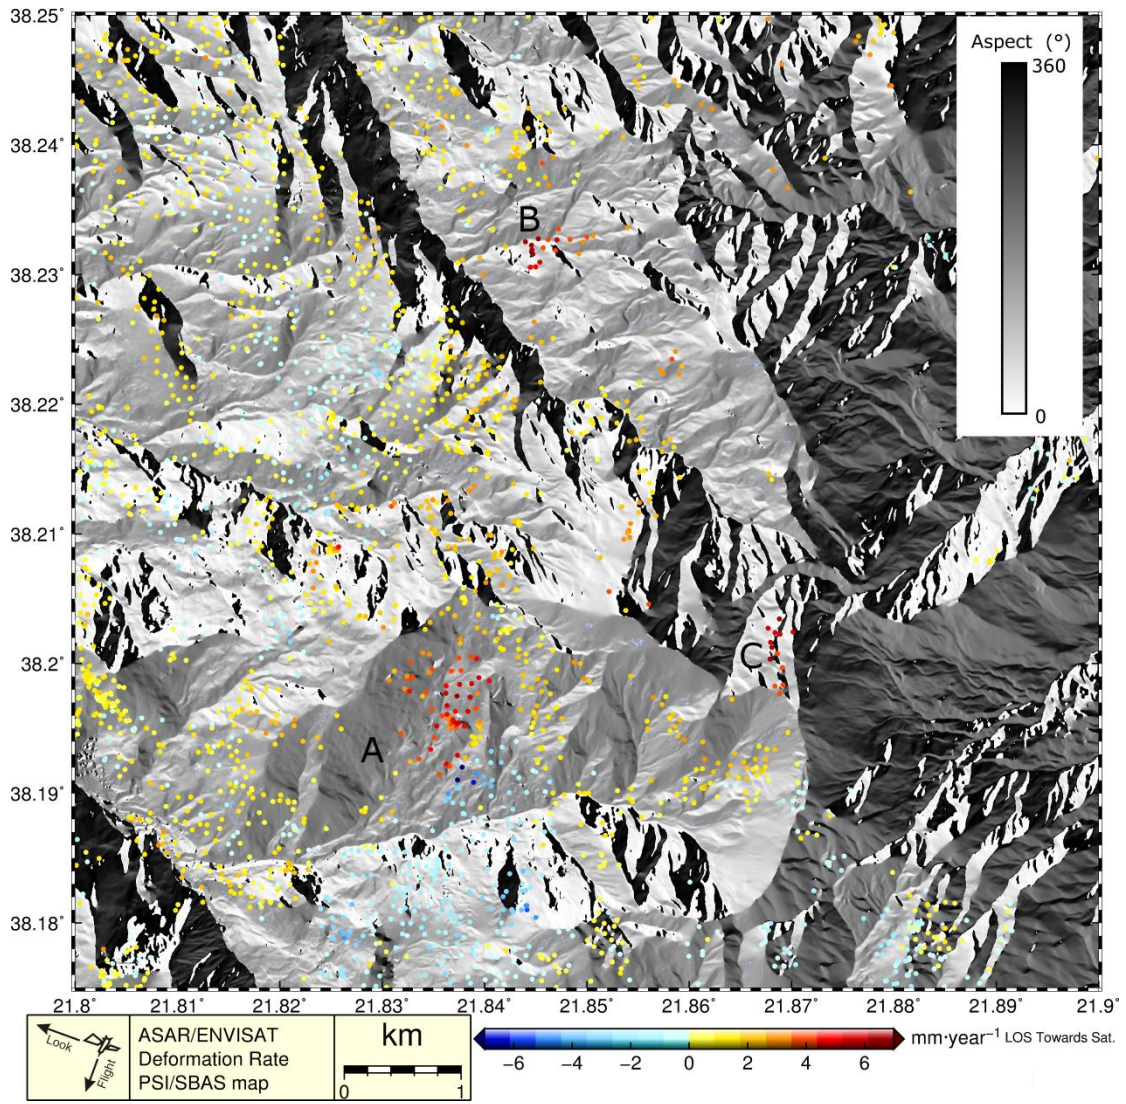 38.25°
38.24°
38.23°
38.22°
38.21°
38.2°
38.19°
38.18°
Aspect (°)
360
0
B
C
A
21.8 21.81 21.82 21.83 21.84 21.85 21.86 21.87 21.88 21.89 21.9
Look
Flight
ASAR/ENVISAT
Deformation Rate
PSI/SBAS map
km
0 1
−6 −4 −2 0 2 4 6
mm·year⁻¹ LOS Towards Sat.